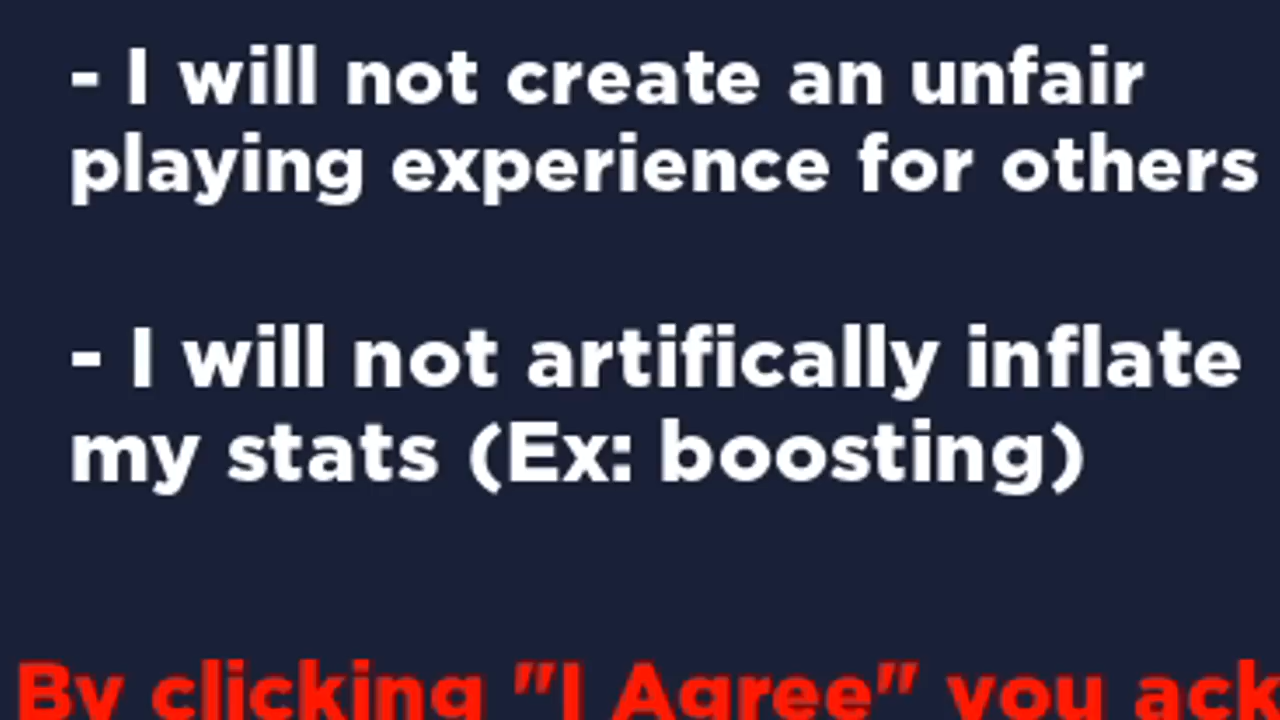 - I will not create an unfair
playing experience for others
- I will not artifically inflate
my stats (Ex: boosting)
By clicking "I Agree" you ack